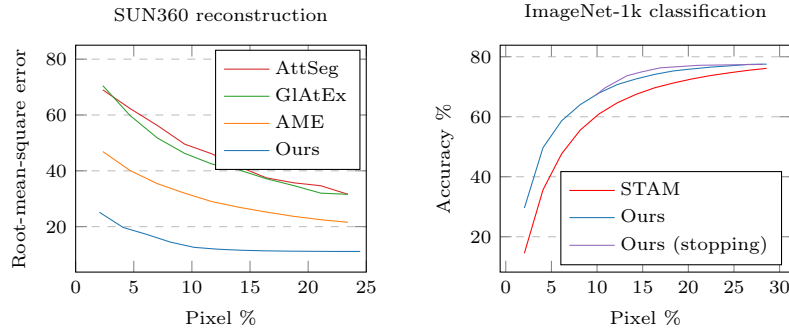 SUN360 reconstruction
Root-mean-square error
80
60
40
20
0
5
10
15
20
25
Pixel %
AttSeg
GlAtEx
AME
Ours
ImageNet-1k classification
Accuracy %
80
60
40
20
0
5
10
15
20
25
30
Pixel %
STAM
Ours
Ours (stopping)